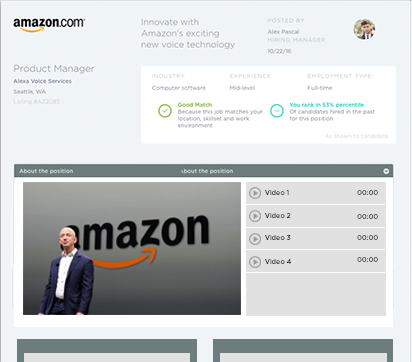 amazon.com
Innovate with
Amazon's exciting
new voice technology
POSTED BY
Alex Pascal
HIRING MANAGER
10/22/16
Product Manager
Alexa Voice Services
Seattle, WA
Listing #AZ2085
INDUSTRY
EXPERIENCE
EMPLOYMENT TYPE:
Computer software
Mid-level
Full-time
Good Match
Because this job matches your
location, skillset and work
environment
You rank in 53% percentile
Of candidates hired in the past
for this position
As shown to candidate
About the position
About the position
amazon
Video 1 00:00
Video 2 00:00
Video 3 00:00
Video 4 00:00